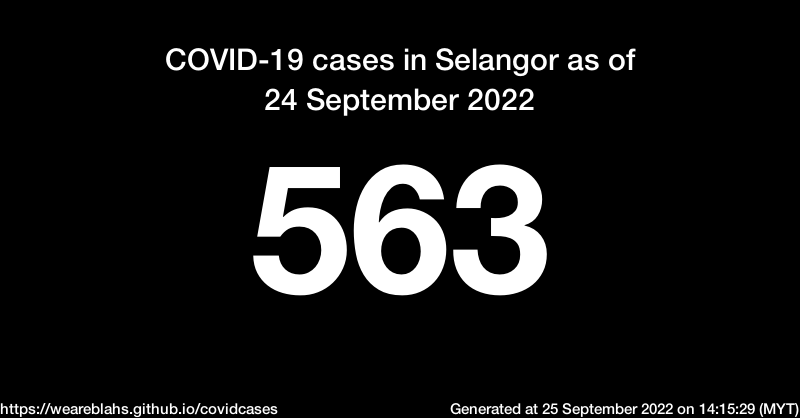 COVID-19 cases in Selangor as of
24 September 2022
563
https://weareblahs.github.io/covidcases
Generated at 25 September 2022 on 14:15:29 (MYT)